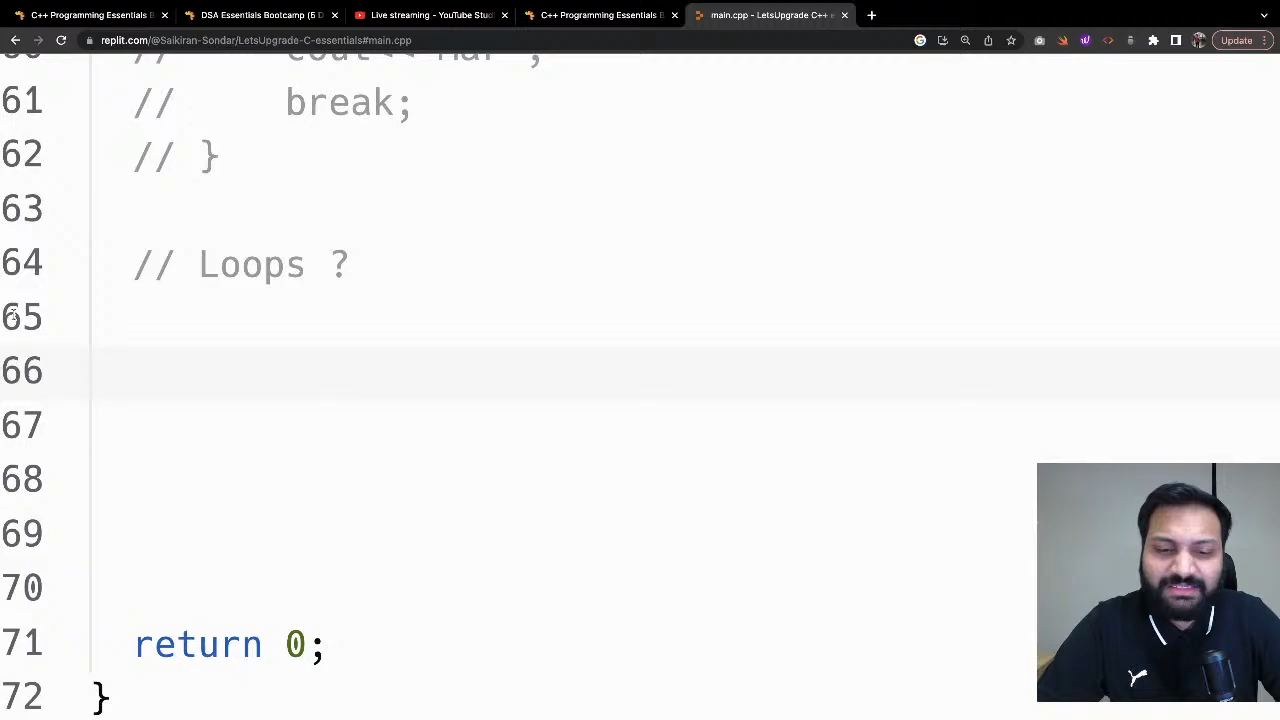 C++ Programming Essentials B
DSA Essentials Bootcamp (5 D
Live streaming - YouTube Stud
C++ Programming Essentials B
main.cpp - LetsUpgrade C++ e
replit.com/@Saikiran-Sondar/LetsUpgrade-C-essentials#main.cpp
Update
61 // break;
62 // }
63
64 // Loops ?
65
66
67
68
69
70
71 return 0;
72 }